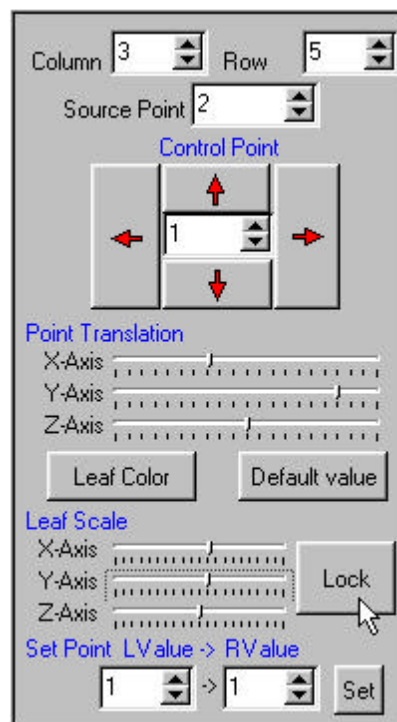 Column 3 Row 5
Source Point 2
Control Point
1
Point Translation
X-Axis
Y-Axis
Z-Axis
Leaf Color Default value
Leaf Scale
X-Axis
Y-Axis
Lock
Z-Axis
Set Point LValue -> RValue
1 -> 1 Set